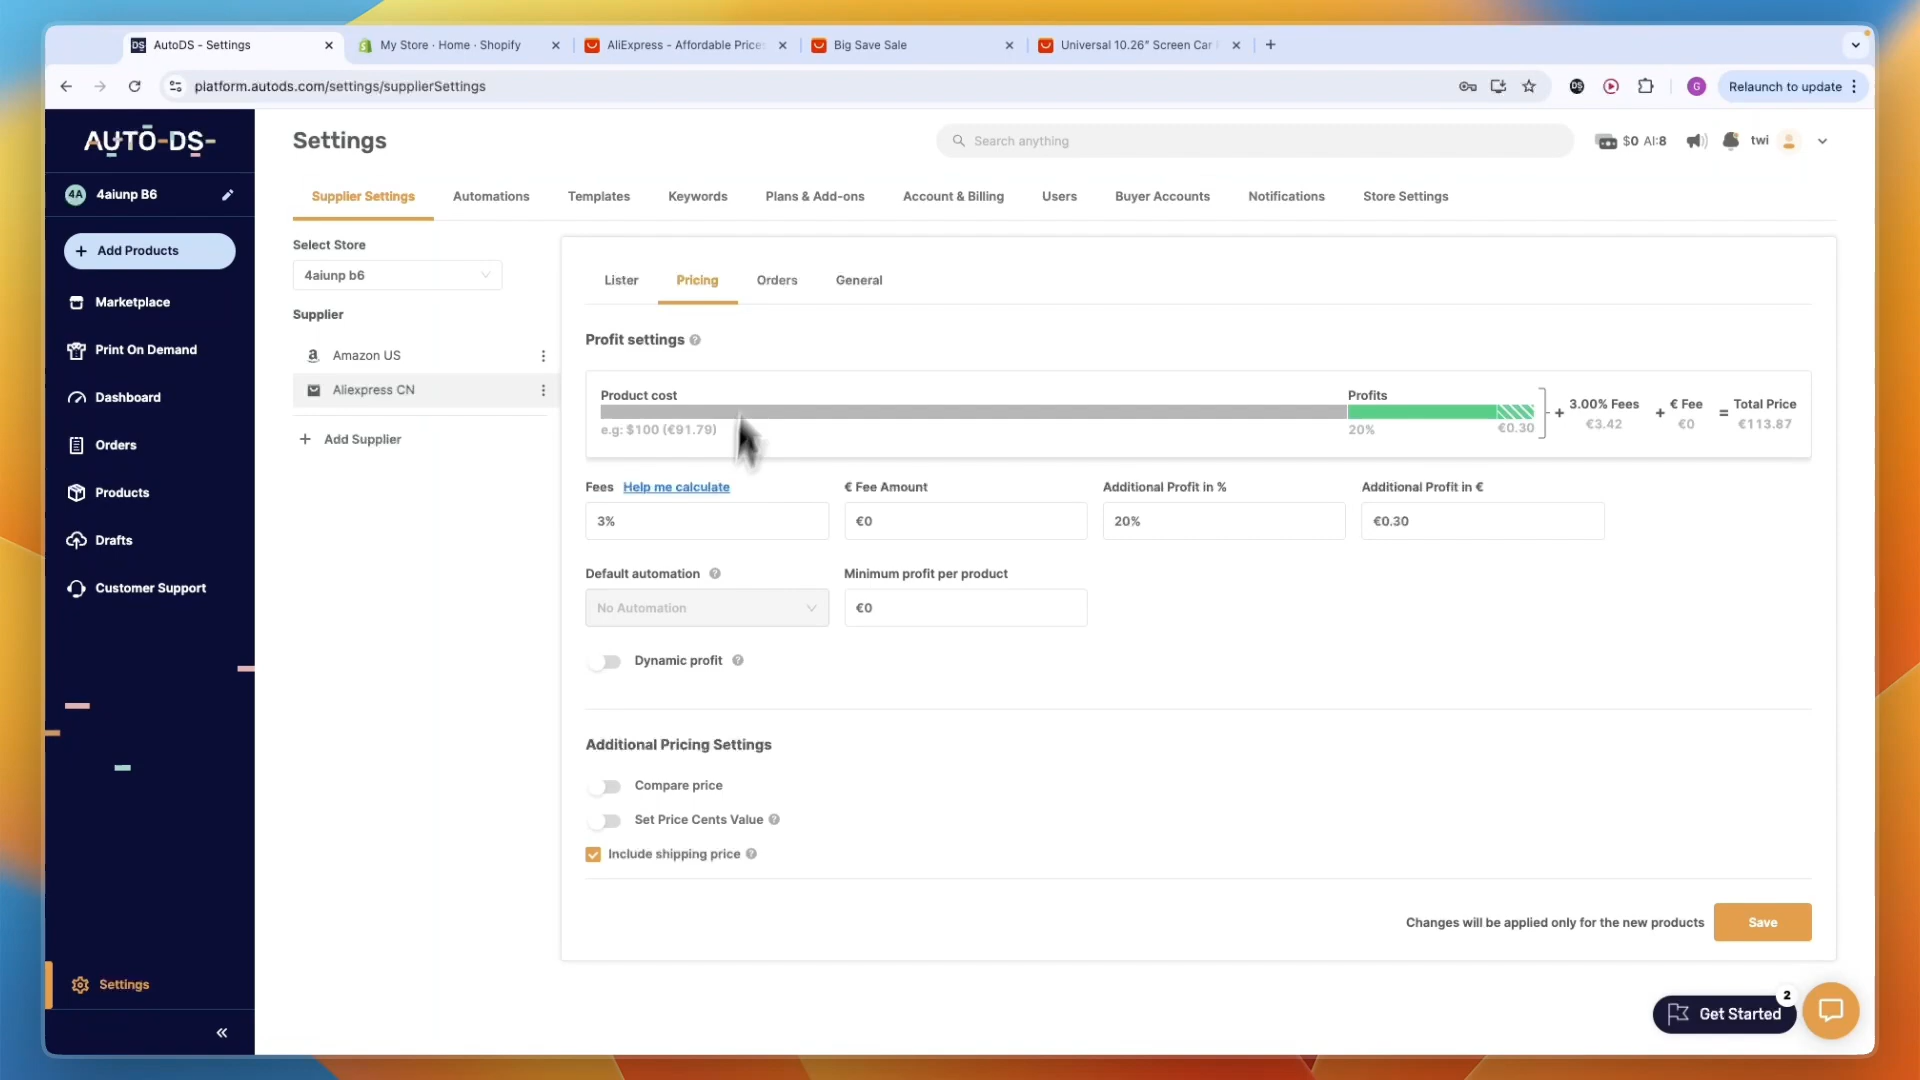 AutoDS - Settings
My Store · Home · Shopify
AliExpress - Affordable Price
Big Save Sale
Universal 10.26" Screen Car
platform.autods.com/settings/supplierSettings
DS
G
Relaunch to update
AUTO-DS-
Settings
Search anything
$0 AI:8
twi
4A
4aiunp B6
Supplier Settings
Automations
Templates
Keywords
Plans & Add-ons
Account & Billing
Users
Buyer Accounts
Notifications
Store Settings
+ Add Products
Marketplace
Print On Demand
Dashboard
Orders
Products
Drafts
Customer Support
Settings
Select Store
4aiunp b6
Supplier
Amazon US
Aliexpress CN
+ Add Supplier
Lister
Pricing
Orders
General
Profit settings
Product cost
Profits
e.g: $100 (€91.79)
20%
€0.30
+ 3.00% Fees + € Fee = Total Price
€3.42
€0
€113.87
Fees Help me calculate
€ Fee Amount
Additional Profit in %
Additional Profit in €
3%
€0
20%
€0.30
Default automation
Minimum profit per product
No Automation
€0
Dynamic profit
Additional Pricing Settings
Compare price
Set Price Cents Value
Include shipping price
Changes will be applied only for the new products
Save
2
Get Started